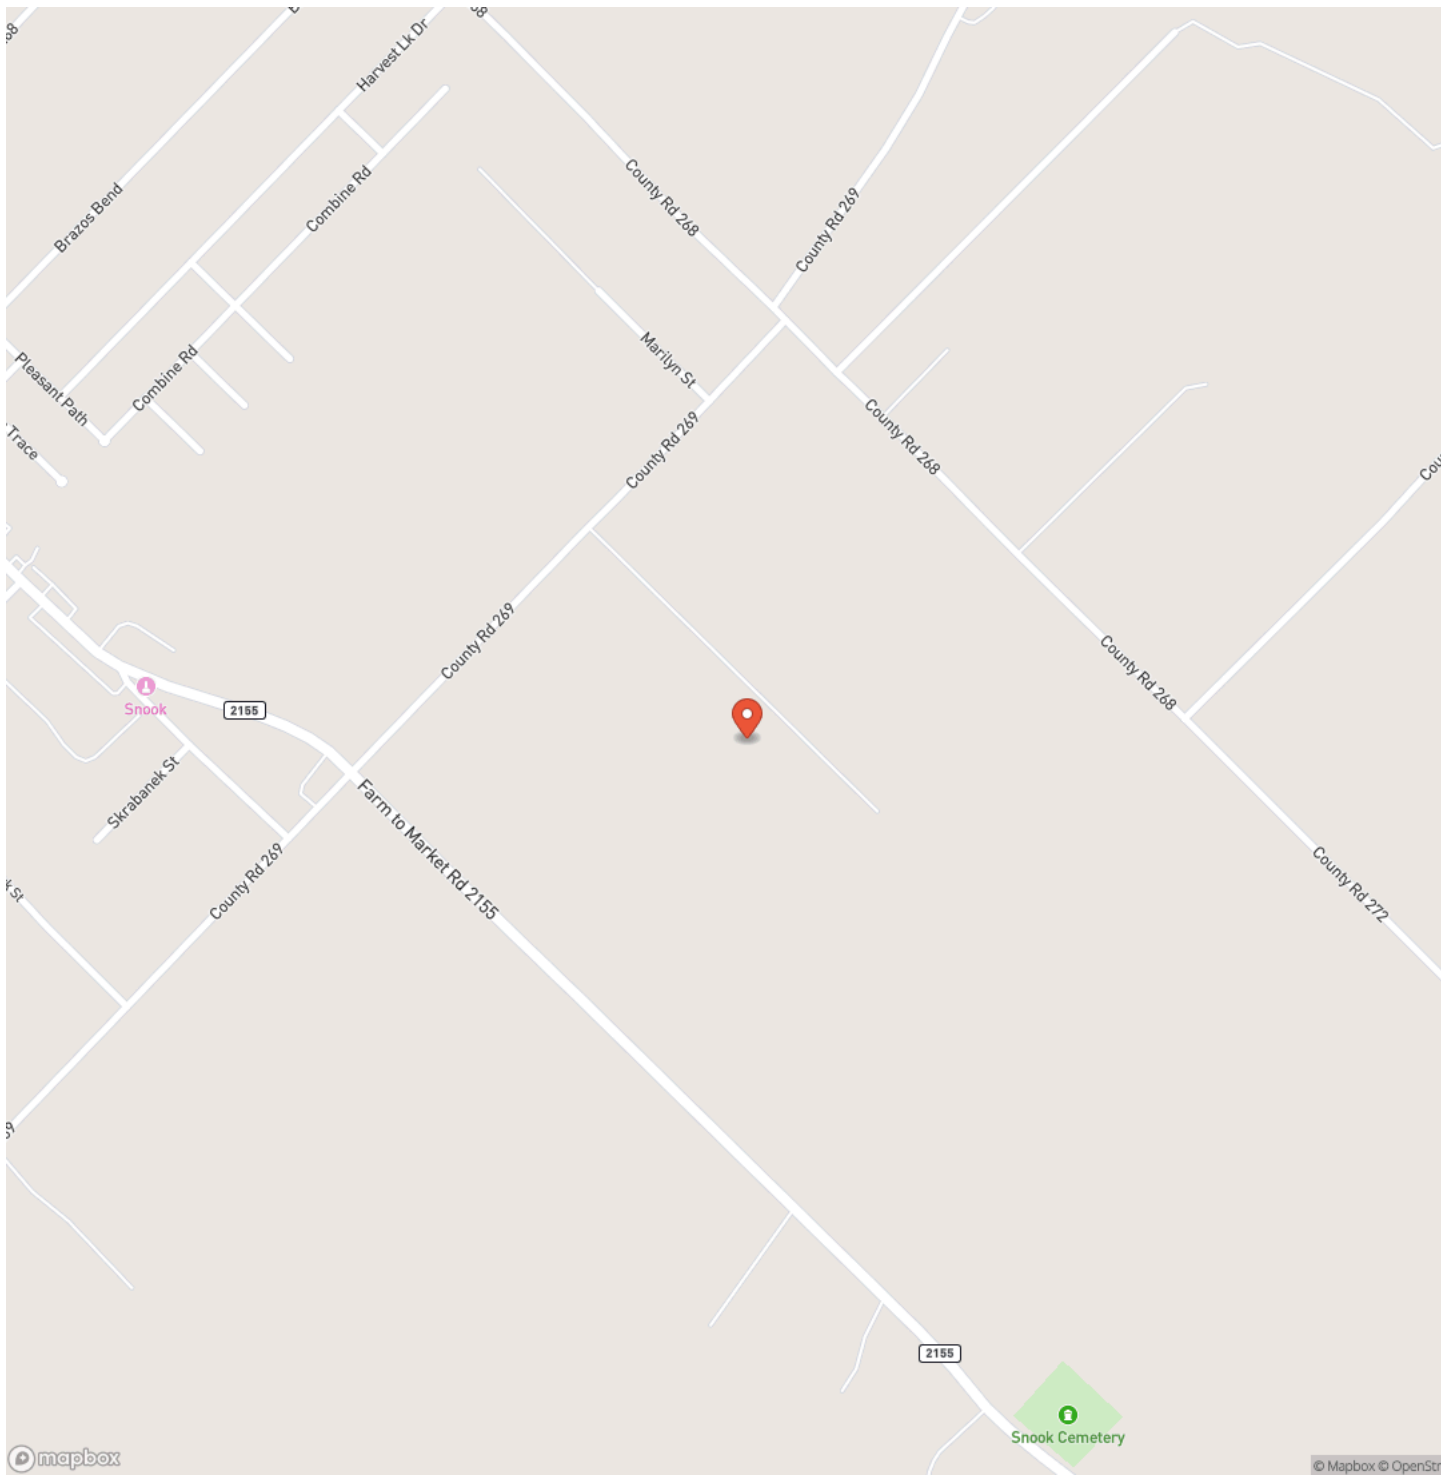 Harvest Lk Dr
Brazos Bend
Combine Rd
County Rd 268
County Rd 269
Marilyn St
Pleasant Path
Combine Rd
Trace
County Rd 269
County Rd 268
County Rd 269
County Rd 268
Snook
2155
Skrabanek St
Farm to Market Rd 2155
County Rd 269
County Rd 272
2155
Snook Cemetery
mapbox
© Mapbox © OpenStr